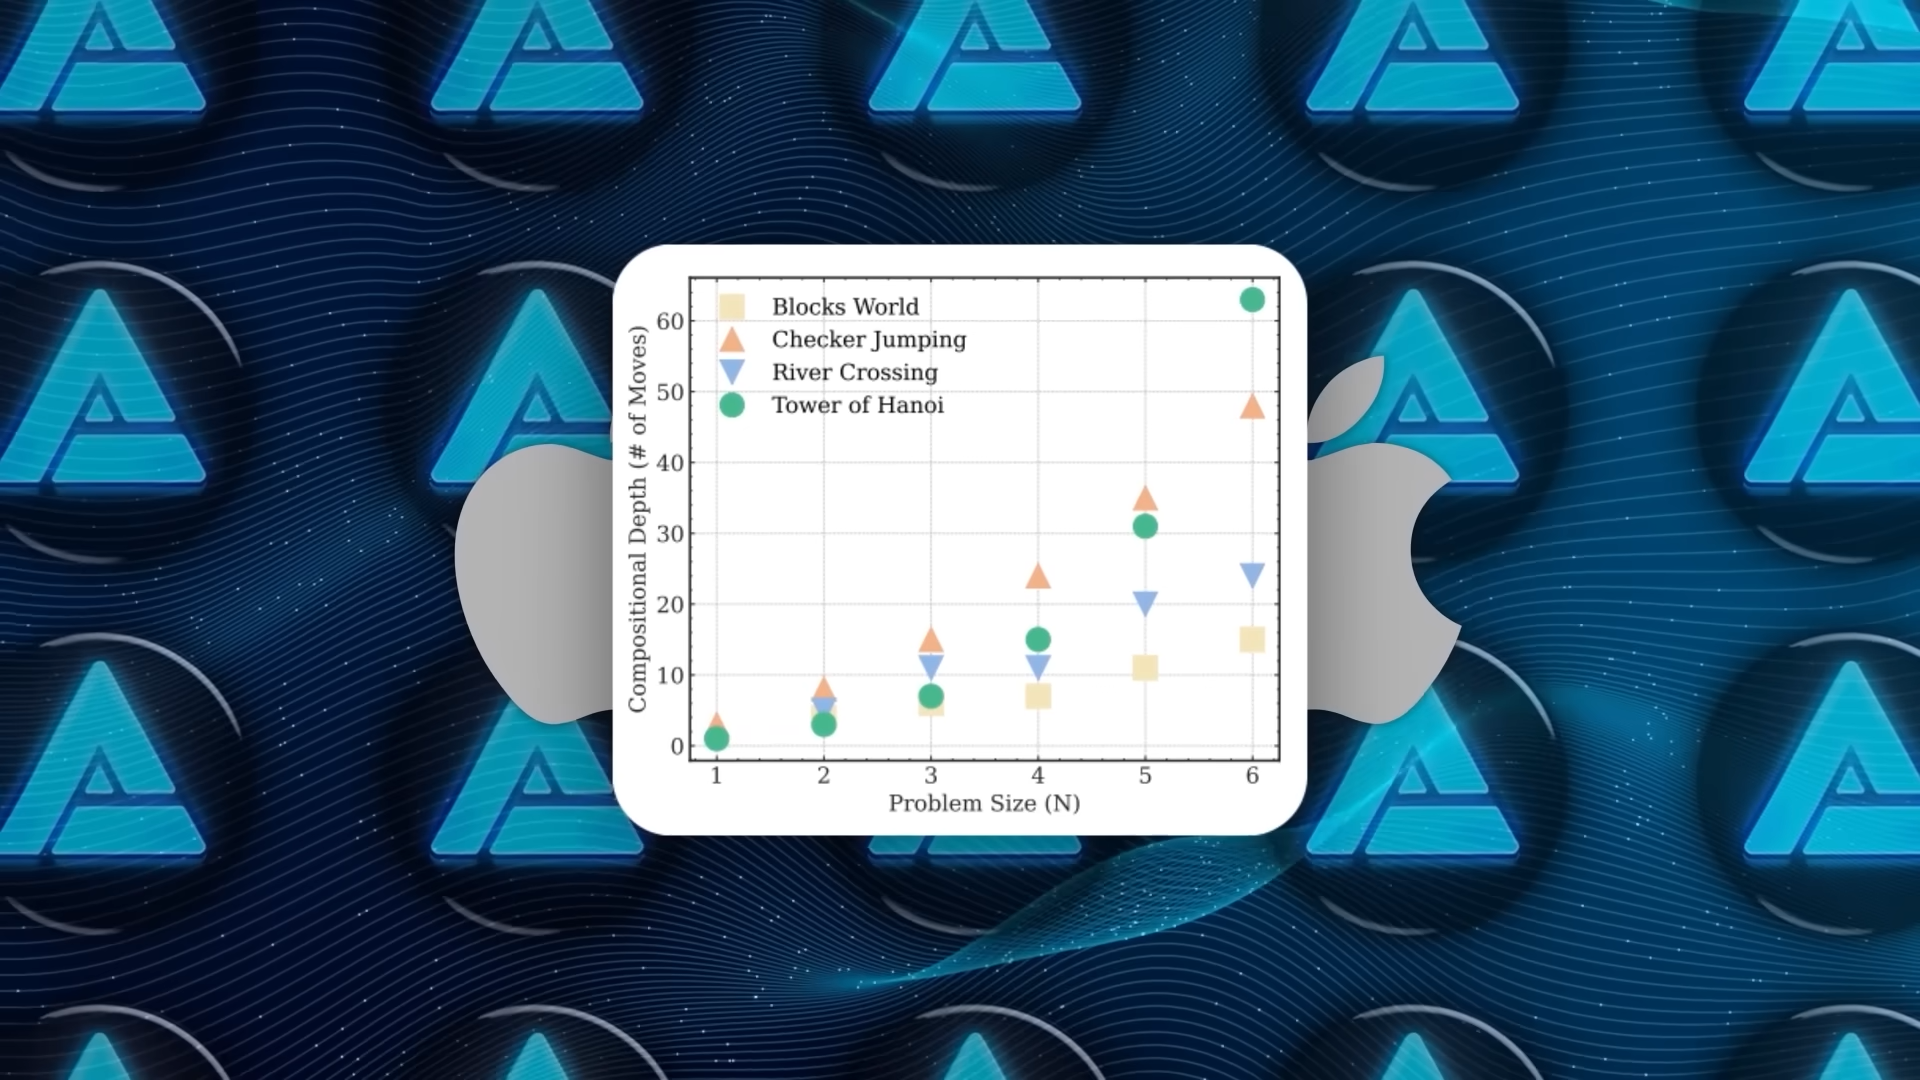 Blocks World
Checker Jumping
River Crossing
Tower of Hanoi
Compositional Depth (# of Moves)
60
50
40
30
20
10
0
1 2 3 4 5 6
Problem Size (N)